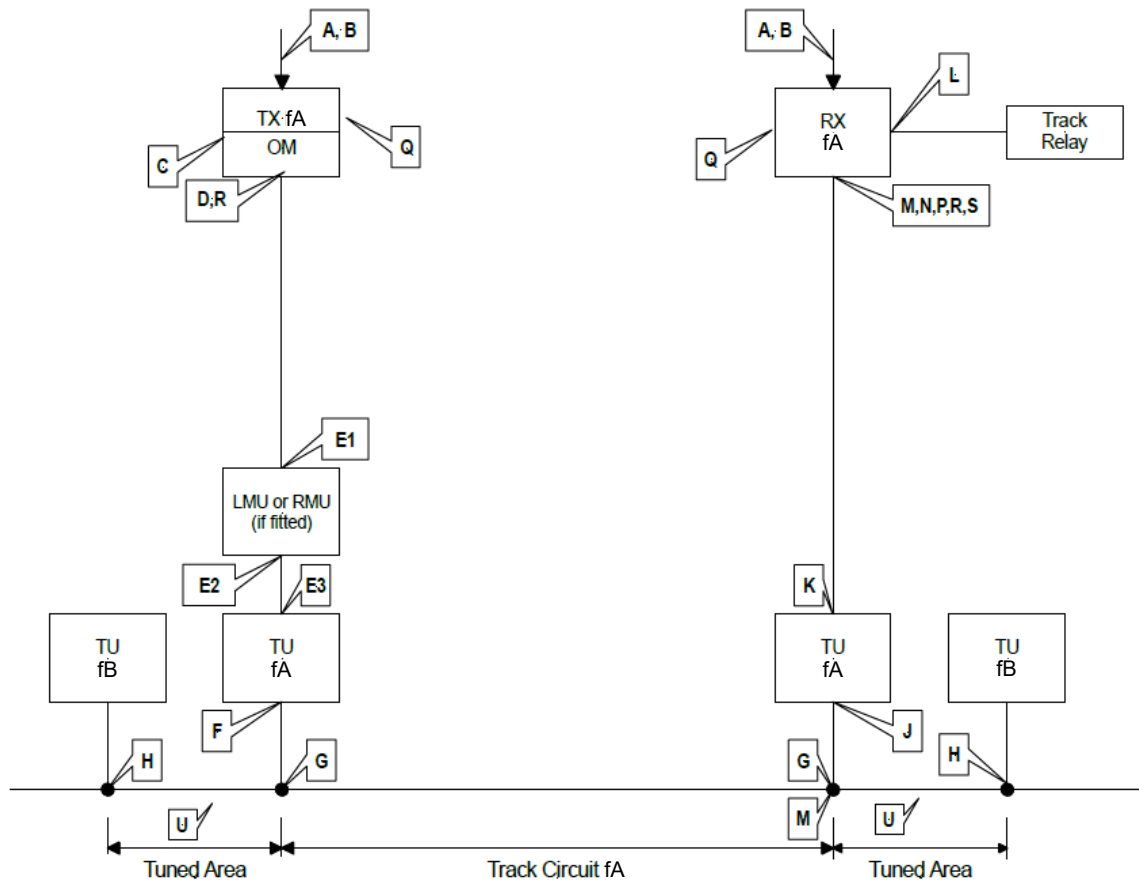 A, B
A, B
L
TX fA
OM
Q
C
D,R
RX
fA
Q
Track
Relay
M,N,P,R,S
E1
LMU or RMU
(if fitted)
E2
E3
K
TU
fB
TU
fA
TU
fA
TU
fB
F
J
H
G
G
H
U
M
U
Tuned Area
Track Circuit fA
Tuned Area